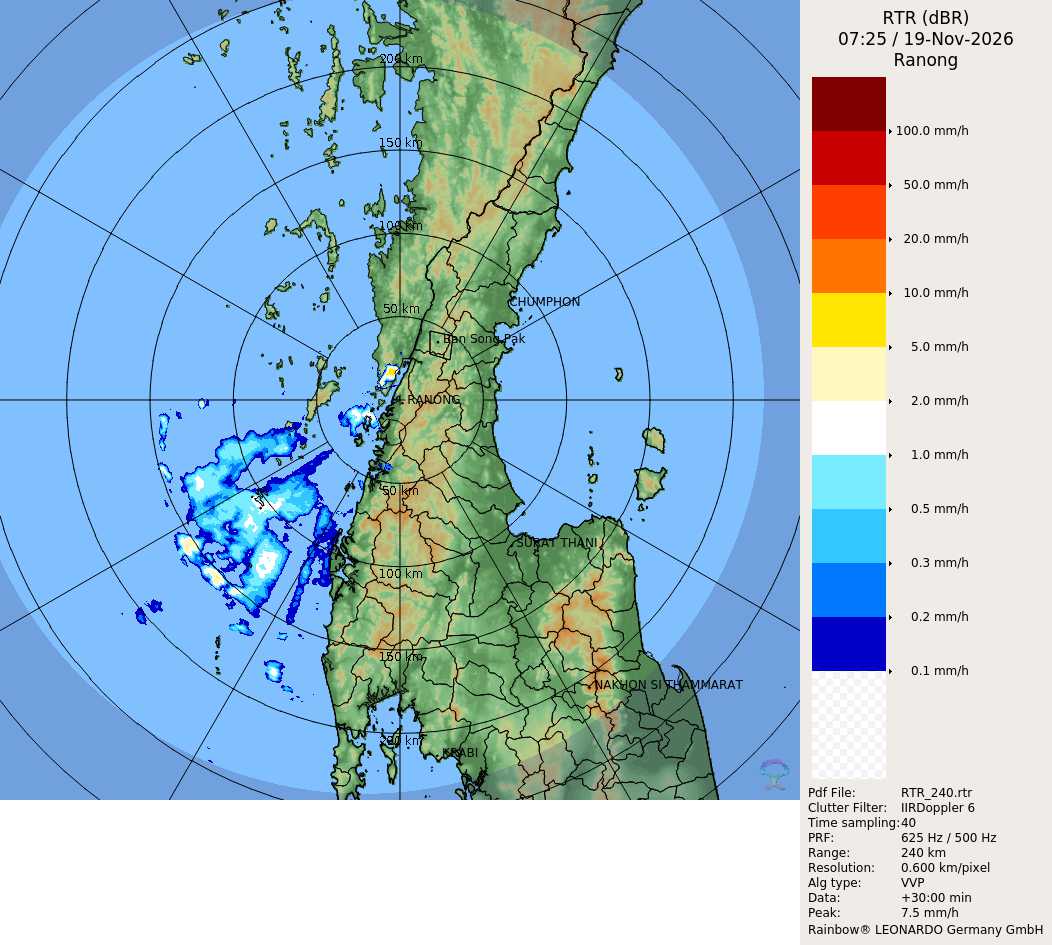 RTR (dBR)
07:25 / 19-Nov-2026
Ranong
100.0 mm/h
50.0 mm/h
20.0 mm/h
10.0 mm/h
5.0 mm/h
2.0 mm/h
1.0 mm/h
0.5 mm/h
0.3 mm/h
0.2 mm/h
0.1 mm/h
Pdf File: RTR_240.rtr
Clutter Filter: IIRDoppler 6
Time sampling: 40
PRF: 625 Hz / 500 Hz
Range: 240 km
Resolution: 0.600 km/pixel
Alg type: VVP
Data: +30:00 min
Peak: 7.5 mm/h
Rainbow® LEONARDO Germany GmbH
200 km
150 km
100 km
50 km
CHUMPHON
Ban Song Pak
RANONG
50 km
SURAT THANI
100 km
150 km
NAKHON SI THAMMARAT
200 km
KRABI